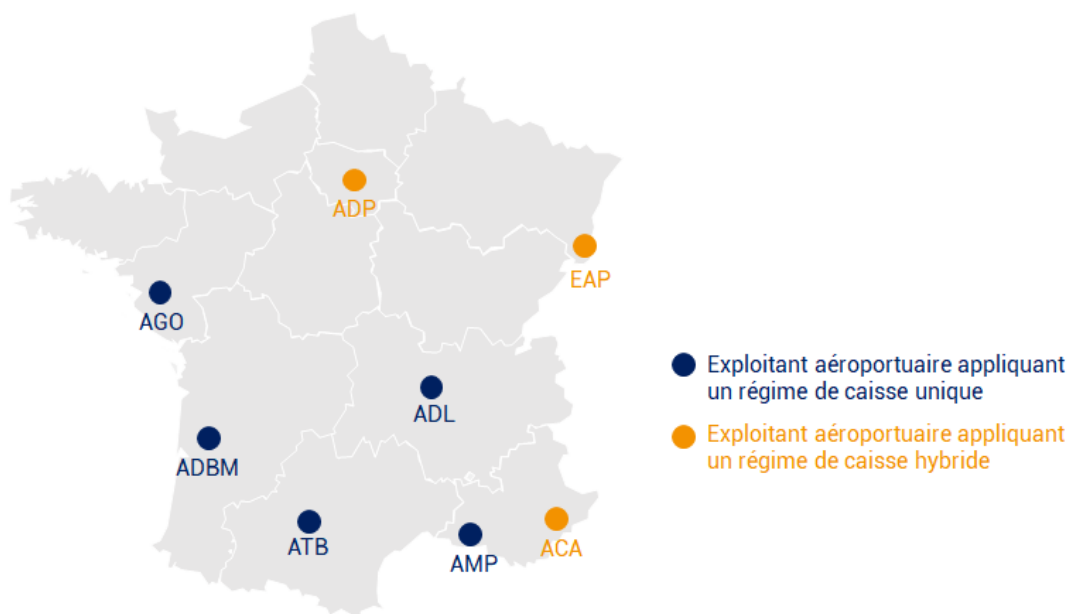 ADP
EAP
AGO
Exploitant aéroportuaire appliquant
un régime de caisse unique
ADL
Exploitant aéroportuaire appliquant
un régime de caisse hybride
ADBM
ATB
AMP
ACA